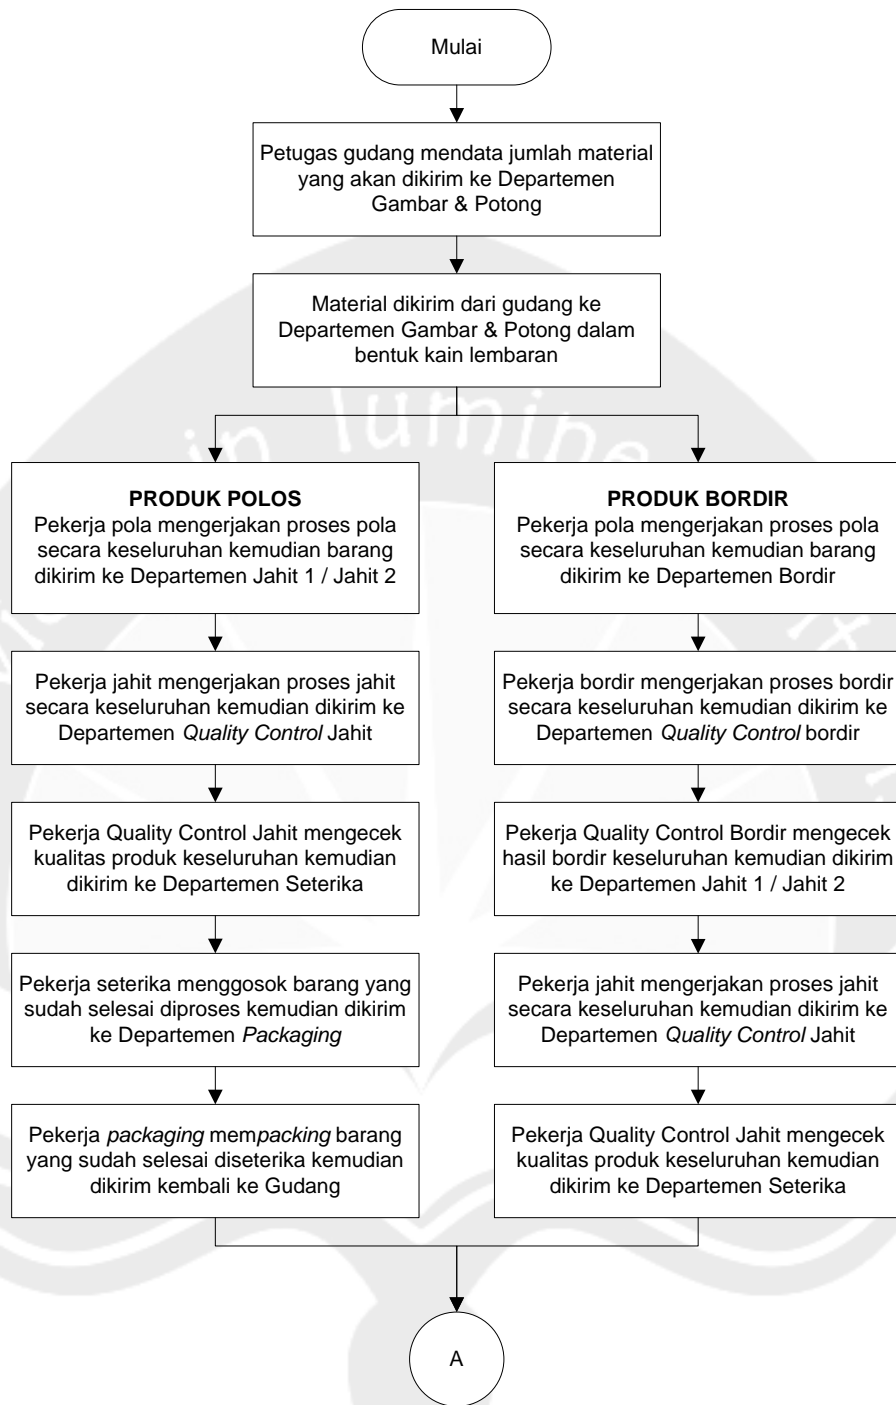 Mulai
Petugas gudang mendata jumlah material
yang akan dikirim ke Departemen
Gambar & Potong
Material dikirim dari gudang ke
Departemen Gambar & Potong dalam
bentuk kain lembaran
in lumine
PRODUK POLOS
Pekerja pola mengerjakan proses pola
secara keseluruhan kemudian barang
dikirim ke Departemen Jahit 1 / Jahit 2
Pekerja jahit mengerjakan proses jahit
secara keseluruhan kemudian dikirim ke
Departemen Quality Control Jahit
Pekerja Quality Control Jahit mengecek
kualitas produk keseluruhan kemudian
dikirim ke Departemen Seterika
Pekerja seterika menggosok barang yang
sudah selesai diproses kemudian dikirim
ke Departemen Packaging
Pekerja packaging mempacking barang
yang sudah selesai diseterika kemudian
dikirim kembali ke Gudang
PRODUK BORDIR
Pekerja pola mengerjakan proses pola
secara keseluruhan kemudian barang
dikirim ke Departemen Bordir
Pekerja bordir mengerjakan proses bordir
secara keseluruhan kemudian dikirim ke
Departemen Quality Control bordir
Pekerja Quality Control Bordir mengecek
hasil bordir keseluruhan kemudian dikirim
ke Departemen Jahit 1 / Jahit 2
Pekerja jahit mengerjakan proses jahit
secara keseluruhan kemudian dikirim ke
Departemen Quality Control Jahit
Pekerja Quality Control Jahit mengecek
kualitas produk keseluruhan kemudian
dikirim ke Departemen Seterika
A